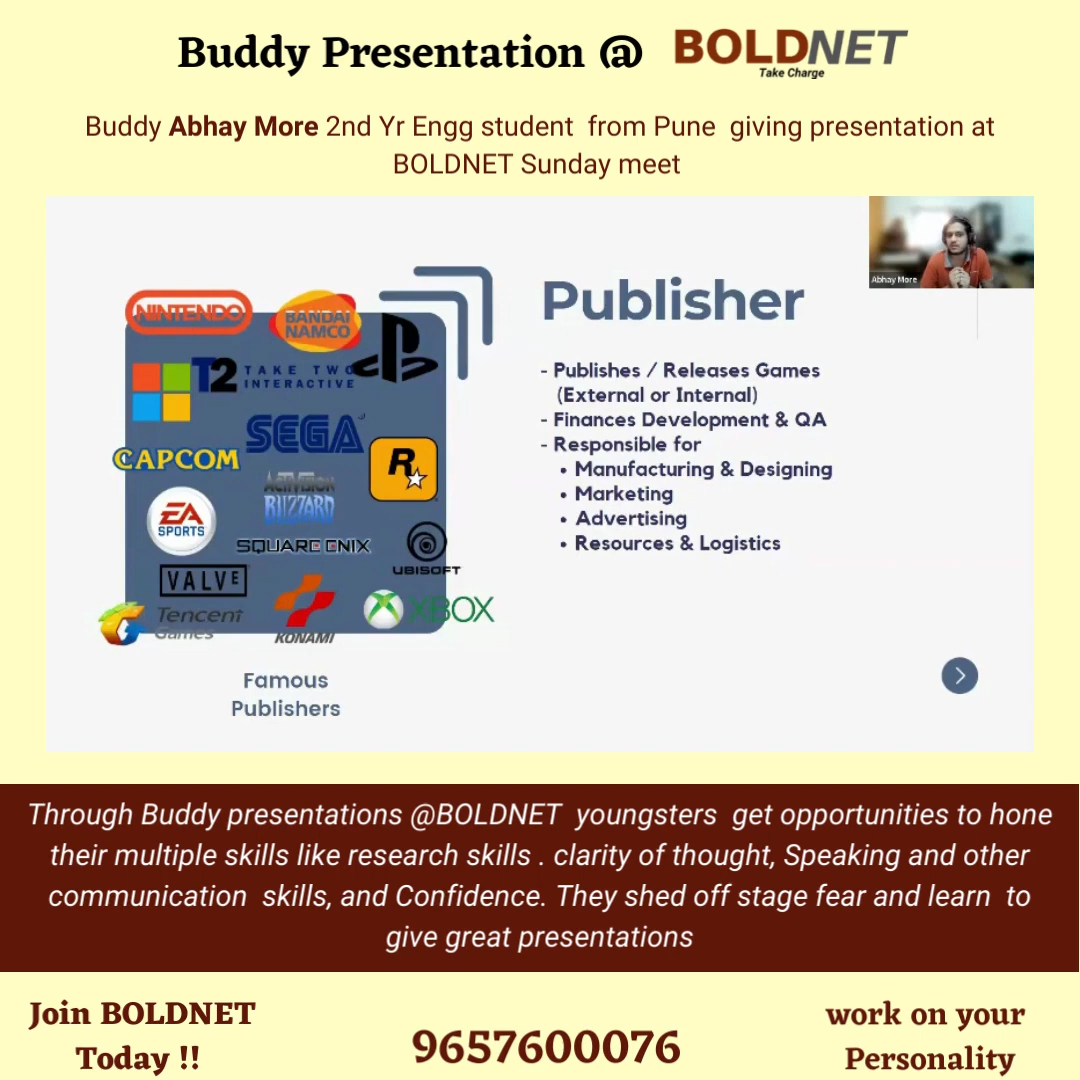 Buddy Presentation @ BOLDNET
Take Charge
Buddy Abhay More 2nd Yr Engg student from Pune giving presentation at
BOLDNET Sunday meet
Abhay More
Publisher
- Publishes / Releases Games
(External or Internal)
- Finances Development & QA
- Responsible for
• Manufacturing & Designing
• Marketing
• Advertising
• Resources & Logistics
NINTENDO
BANDAI
NAMCO
T2 TAKE TWO
INTERACTIVE
SEGA
CAPCOM
R
ACTIVISION
BLIZZARD
EA
SPORTS
SQUARE ENIX
UBISOFT
VALVE
Tencent
Games
KONAMI
XBOX
Famous
Publishers
Through Buddy presentations @BOLDNET youngsters get opportunities to hone
their multiple skills like research skills . clarity of thought, Speaking and other
communication skills, and Confidence. They shed off stage fear and learn to
give great presentations
Join BOLDNET
Today !!
9657600076
work on your
Personality